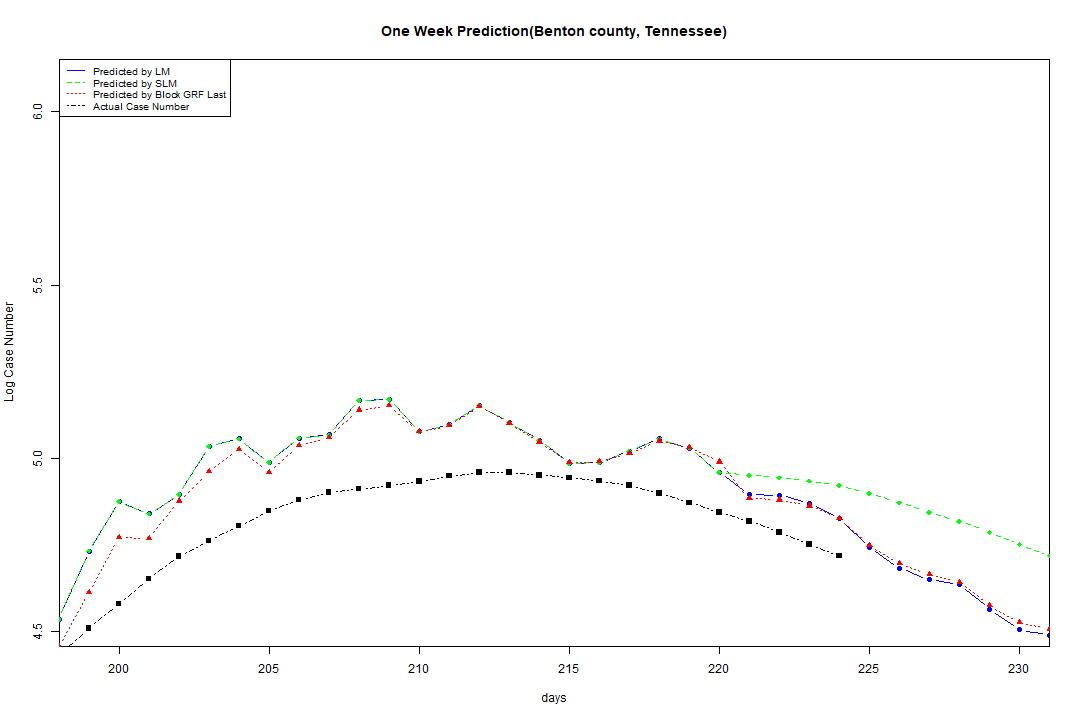 One Week Prediction(Benton county, Tennessee)
Predicted by LM
Predicted by SLM
Predicted by Block GRF Last
Actual Case Number
6.0
5.5
5.0
4.5
Log Case Number
200 205 210 215 220 225 230
days